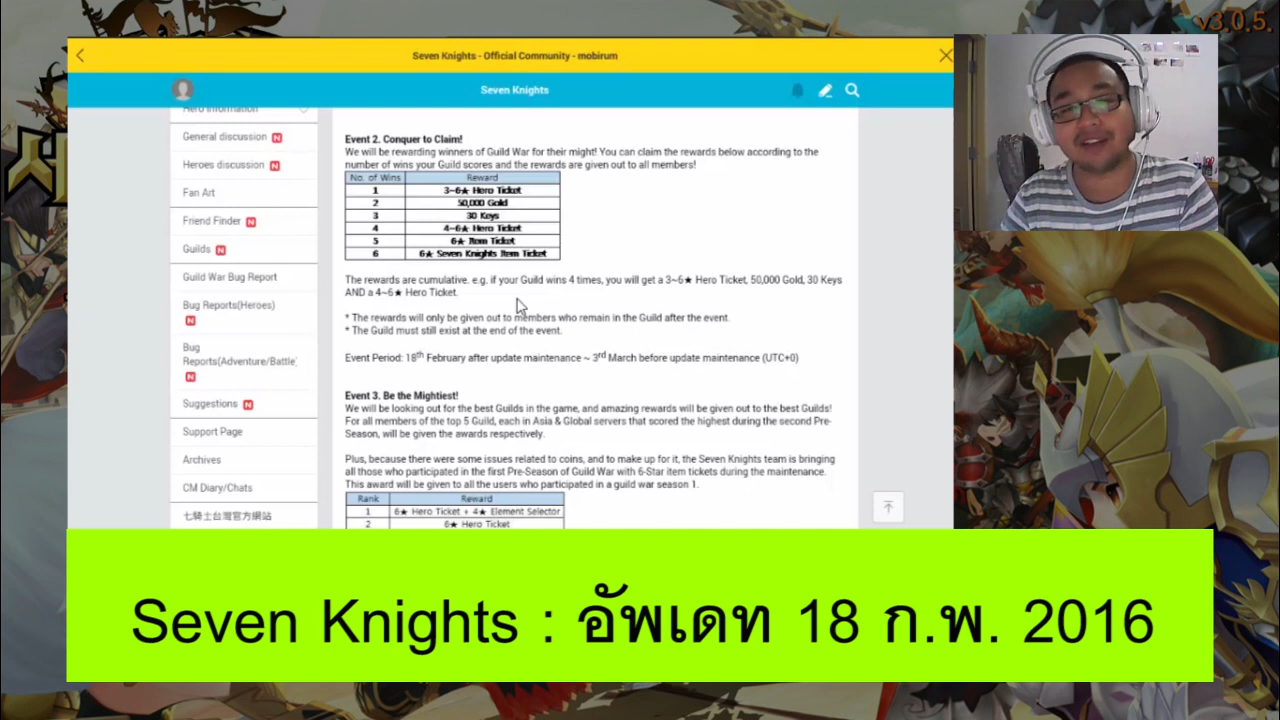 v3.0.5.
Seven Knights - Official Community - mobirum
Seven Knights
Hero Information
General discussion N
Heroes discussion N
Fan Art
Friend Finder N
Guilds N
Guild War Bug Report
Bug Reports(Heroes)
N
Bug
Reports(Adventure/Battle)
N
Suggestions N
Support Page
Archives
CM Diary/Chats
七騎士台灣官方網站
Event 2. Conquer to Claim!
We will be rewarding winners of Guild War for their might! You can claim the rewards below according to the
number of wins your Guild scores and the rewards are given out to all members!
No. of Wins Reward
1 3~6★ Hero Ticket
2 50,000 Gold
3 30 Keys
4 4~6★ Hero Ticket
5 6★ Item Ticket
6 6★ Seven Knights Item Ticket
The rewards are cumulative. e.g. if your Guild wins 4 times, you will get a 3~6★ Hero Ticket, 50,000 Gold, 30 Keys
AND a 4~6★ Hero Ticket.
* The rewards will only be given out to members who remain in the Guild after the event.
* The Guild must still exist at the end of the event.
Event Period: 18th February after update maintenance ~ 3rd March before update maintenance (UTC+0)
Event 3. Be the Mightiest!
We will be looking out for the best Guilds in the game, and amazing rewards will be given out to the best Guilds!
For all members of the top 5 Guild, each in Asia & Global servers that scored the highest during the second Pre-
Season, will be given the awards respectively.
Plus, because there were some issues related to coins, and to make up for it, the Seven Knights team is bringing
all those who participated in the first Pre-Season of Guild War with 6-Star item tickets during the maintenance.
This award will be given to all the users who participated in a guild war season 1.
Rank Reward
1 6★ Hero Ticket + 4★ Element Selector
2 6★ Hero Ticket
Seven Knights : อัพเดท 18 ก.พ. 2016